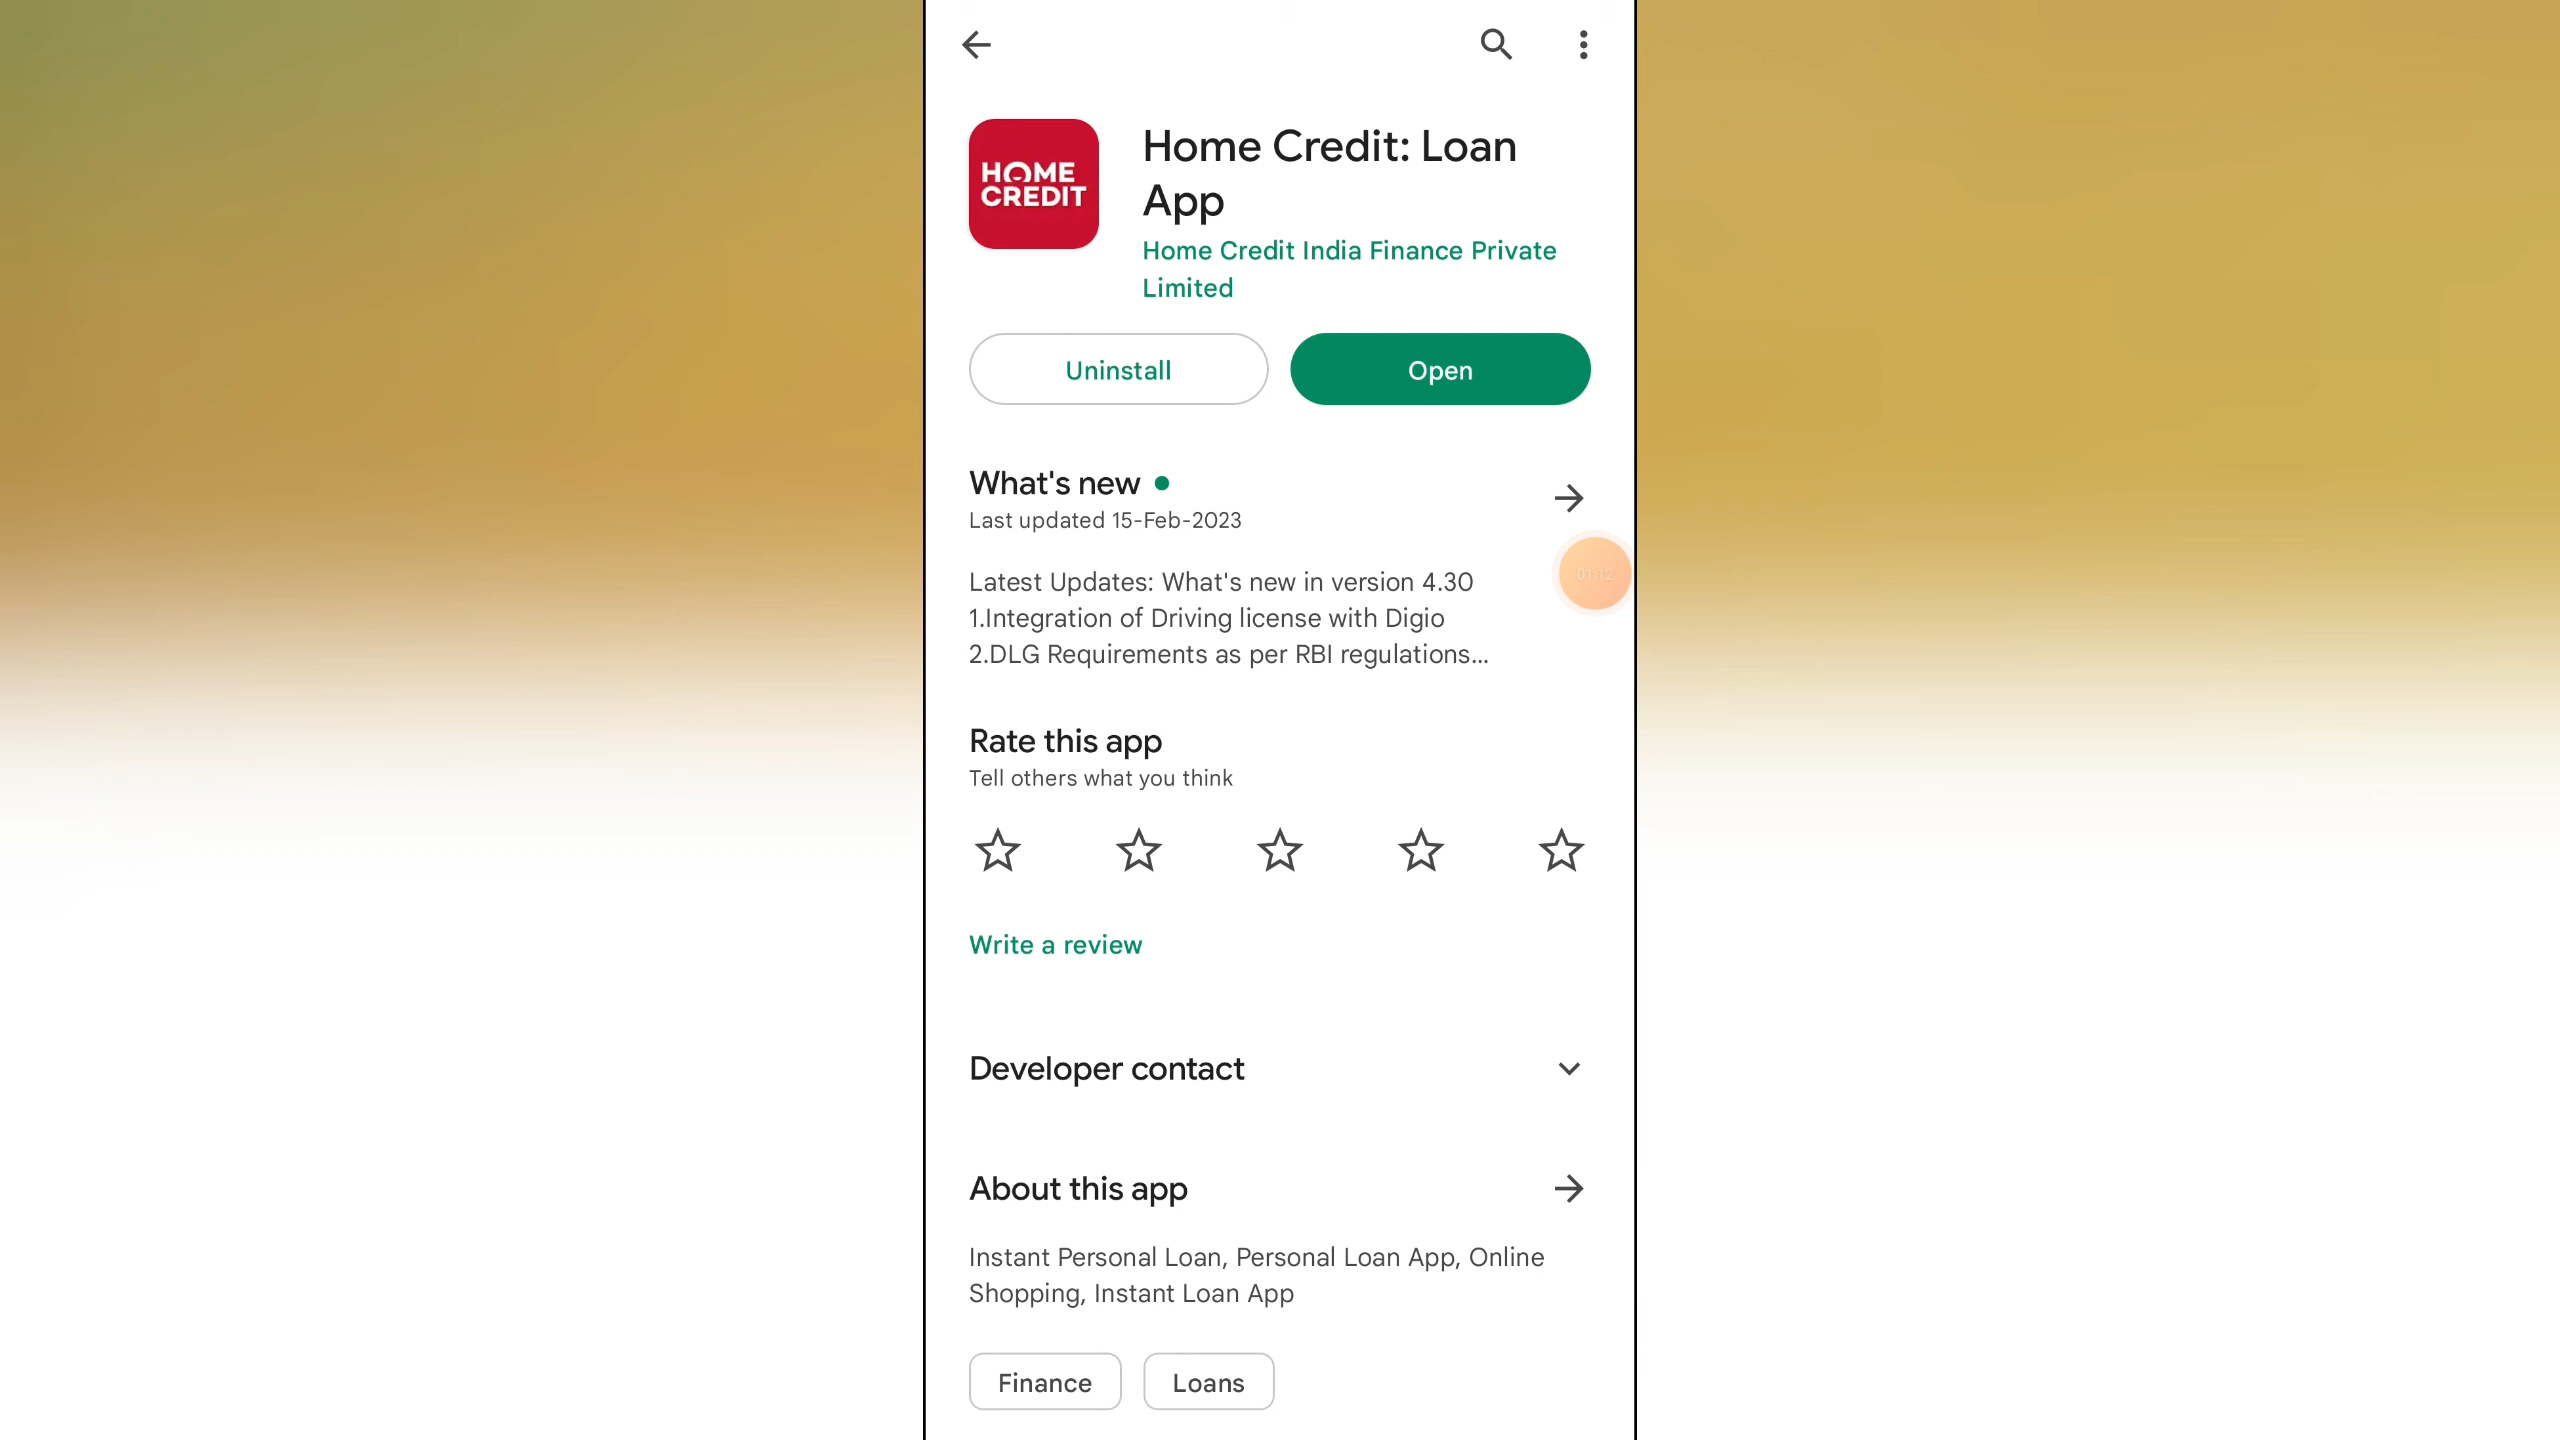 HOME
CREDIT
Home Credit: Loan
App
Home Credit India Finance Private
Limited
Uninstall
Open
What's new
Last updated 15-Feb-2023
Latest Updates: What's new in version 4.30
1.Integration of Driving license with Digio
2.DLG Requirements as per RBI regulations...
01:12
Rate this app
Tell others what you think
Write a review
Developer contact
About this app
Instant Personal Loan, Personal Loan App, Online
Shopping, Instant Loan App
Finance
Loans